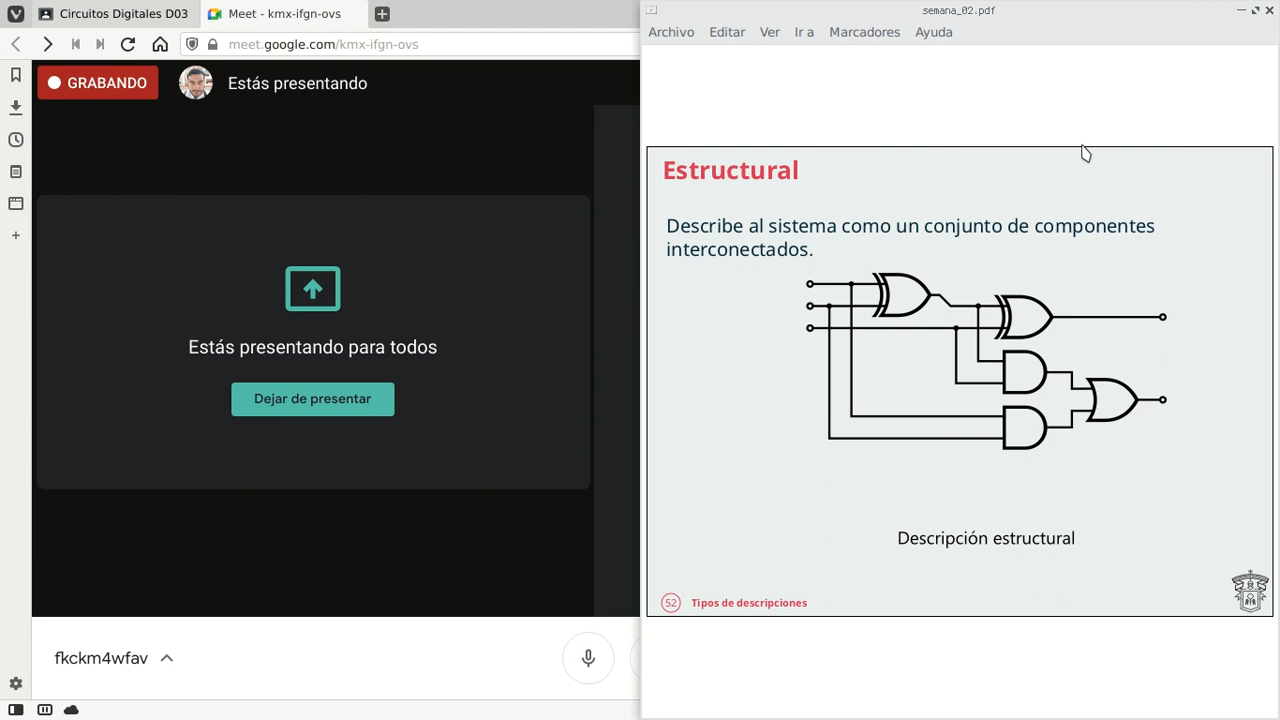 Circuitos Digitales D03
Meet - kmx-ifgn-ovs
meet.google.com/kmx-ifgn-ovs
GRABANDO
Estás presentando
Estás presentando para todos
Dejar de presentar
fkckm4wfav
semana_02.pdf
Archivo Editar Ver Ir a Marcadores Ayuda
Estructural
Describe al sistema como un conjunto de componentes
interconectados.
Descripción estructural
52 Tipos de descripciones